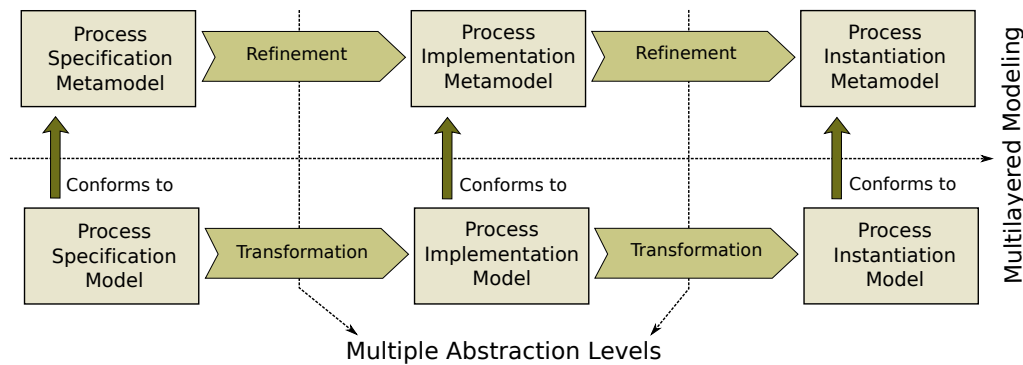 Process
Specification
Metamodel
Refinement
Process
Implementation
Metamodel
Refinement
Process
Instantiation
Metamodel
Conforms to
Conforms to
Conforms to
Process
Specification
Model
Transformation
Process
Implementation
Model
Transformation
Process
Instantiation
Model
Multiple Abstraction Levels
Multilayered Modeling